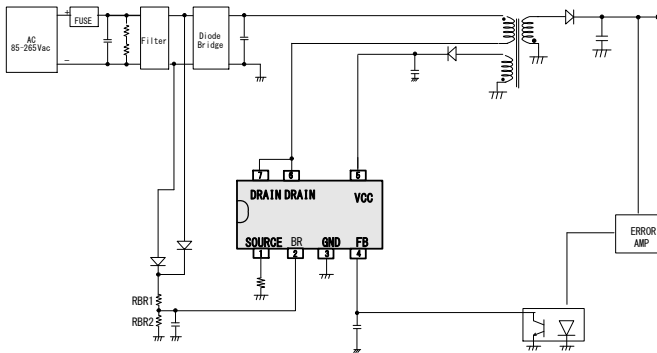 AC
85-265Vac
+
-
FUSE
Filter
Diode
Bridge
7
6
5
DRAIN DRAIN
VCC
SOURCE
BR
GND
FB
1
2
3
4
RBR1
RBR2
ERROR
AMP